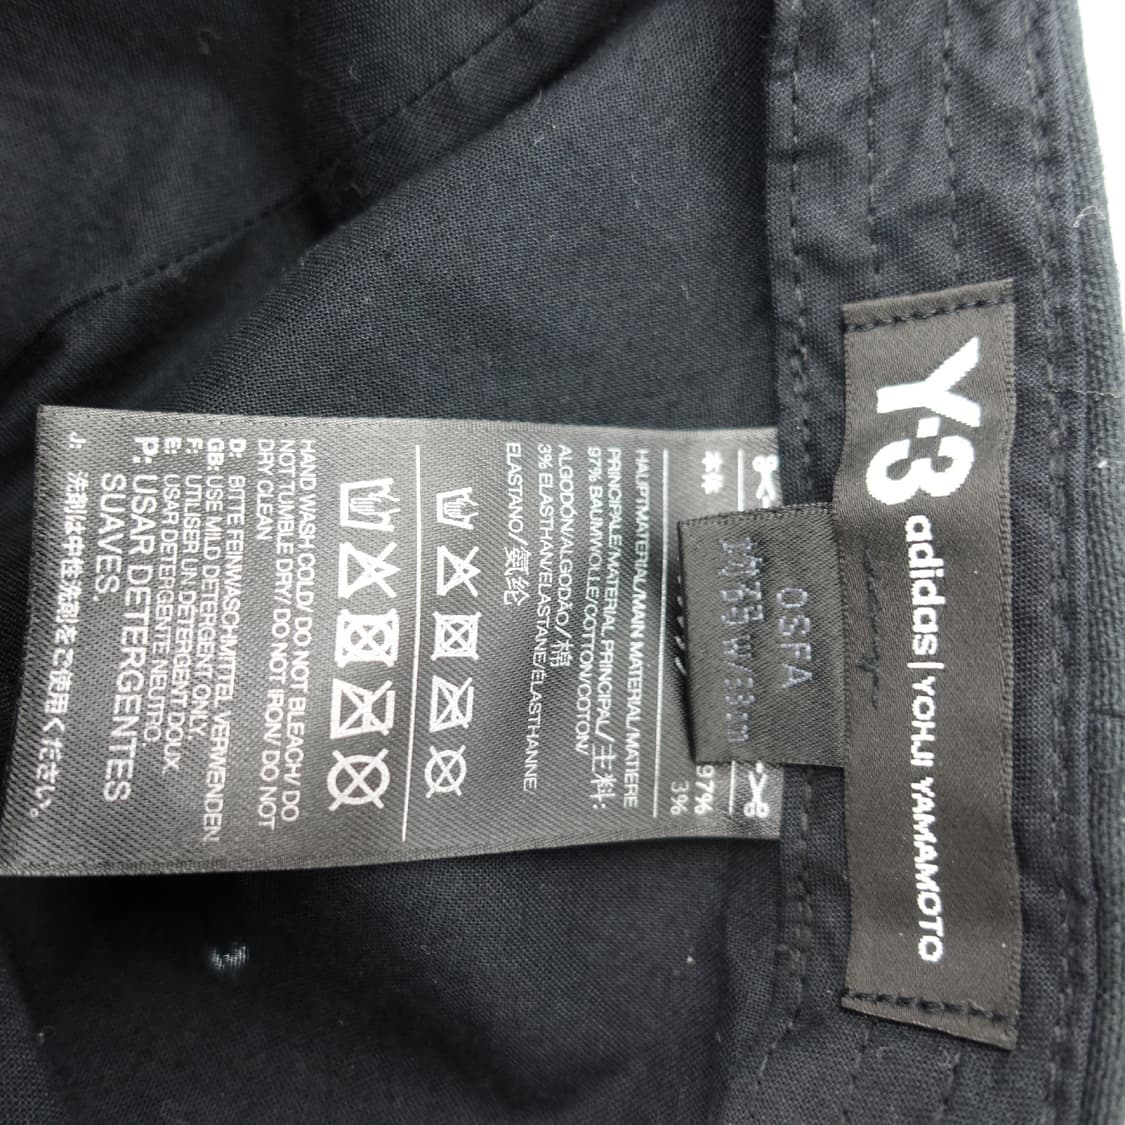 Y-3 adidas | YOHJI YAMAMOTO
OSFA
97%
3%
HAUPTMATERIAL/MAIN MATERIAL/MATIERE
PRINCIPALE/MATERIAL PRINCIPAL/主料:
97% BAUMWOLLE/COTTON/COTON/
ALGODÓN/ALGODÃO/棉
3% ELASTHAN/ELASTANE/ELASTHANNE,
ELASTANO/氨纶
HAND WASH COLD/ DO NOT BLEACH/ DO
NOT TUMBLE DRY/ DO NOT IRON/ DO NOT
DRY CLEAN
D: BITTE FEINWASCHMITTEL VERWENDEN.
GB: USE MILD DETERGENT ONLY.
F: UTILISER UN DÉTERGENT DOUX.
E: USAR DETERGENTE NEUTRO.
P: USAR DETERGENTES
SUAVES.
J: 洗剤は中性洗剤をご使用ください。